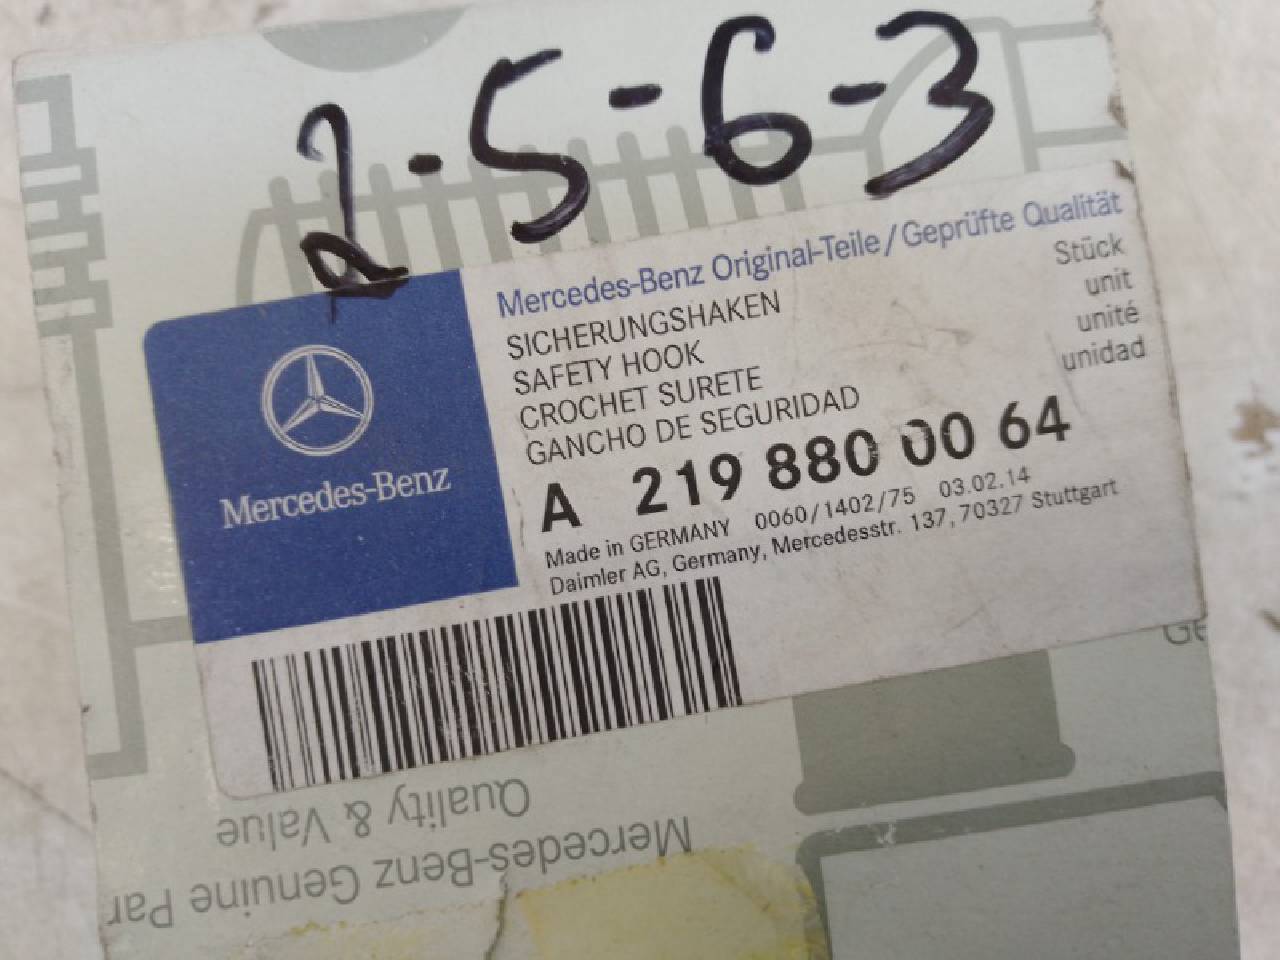 2-5-6-3
Mercedes-Benz Original-Teile/Geprüfte Qualität
SICHERUNGSHAKEN
SAFETY HOOK
CROCHET SURETE
GANCHO DE SEGURIDAD
Stück
unit
unité
unidad
A 219 880 00 64
Made in GERMANY 0060/1402/75 03.02.14
Daimler AG, Germany, Mercedesstr. 137, 70327 Stuttgart
Mercedes-Benz
Ge
Mercedes-Benz Genuine Par
Quality & Value